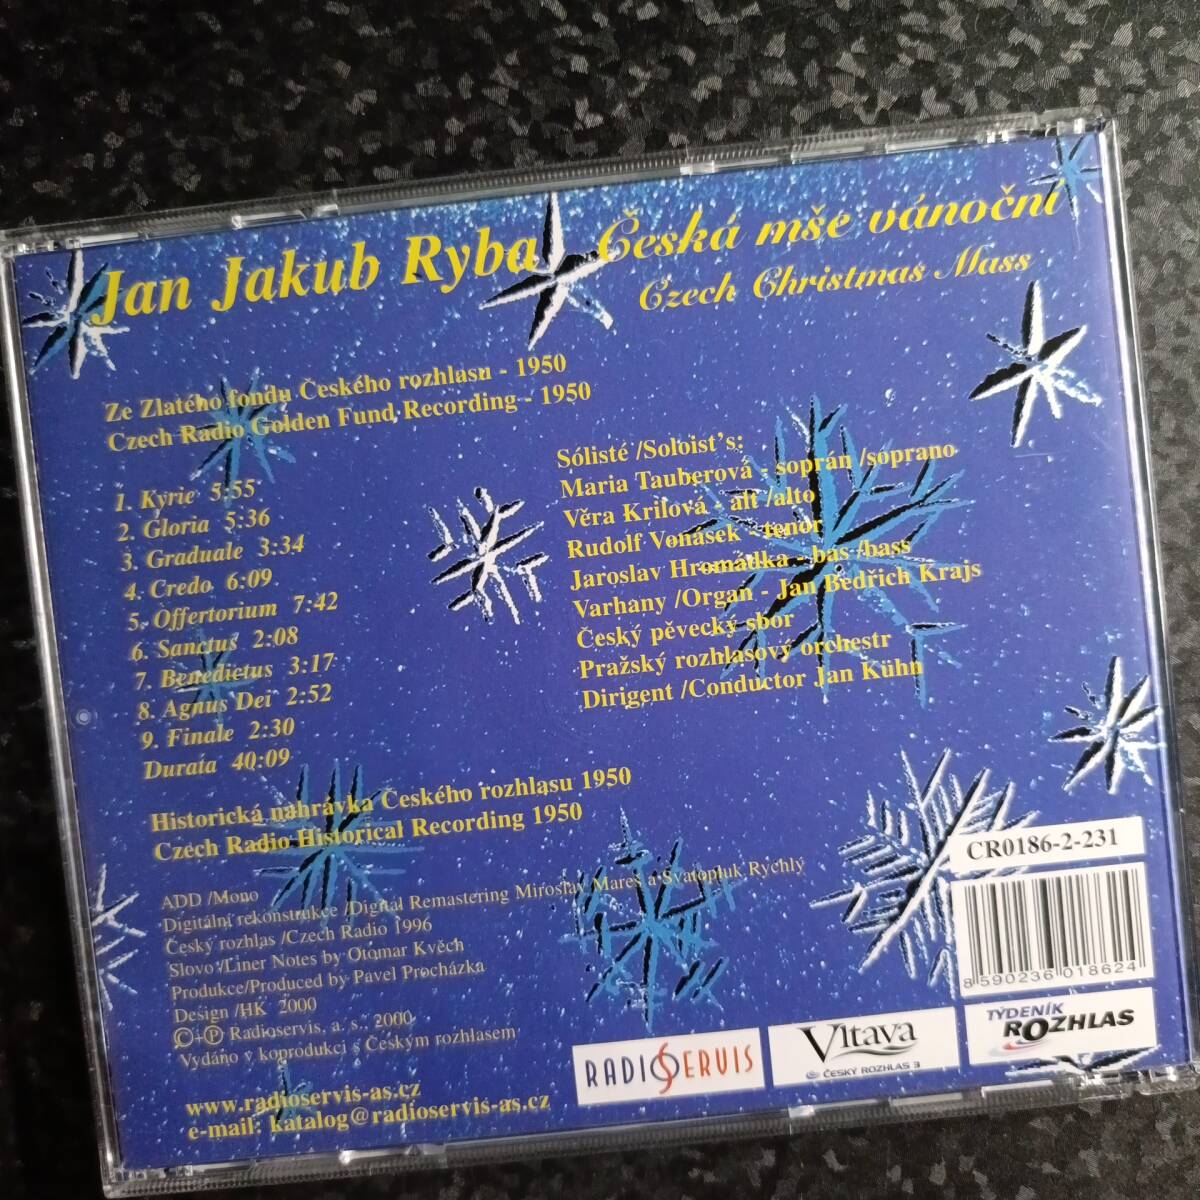 Jan Jakub Ryba
Česká mše vánoční
Czech Christmas Mass
Ze Zlatého fondu Českého rozhlasu - 1950
Czech Radio Golden Fund Recording - 1950
1. Kyrie 5:55
2. Gloria 5:36
3. Graduale 3:34
4. Credo 6:09
5. Offertorium 7:42
6. Sanctus 2:08
7. Benedictus 3:17
8. Agnus Dei 2:52
9. Finale 2:30
Durata 40:09
Sólisté /Soloist's:
Maria Tauberová - soprán /soprano
Věra Krilová - alt /alto
Rudolf Vonásek - tenor
Jaroslav Hromádka - bas /bass
Varhany /Organ - Jan Bedřich Krajs
Český pěvecký sbor
Pražský rozhlasový orchestr
Dirigent /Conductor Jan Kühn
Historická nahrávka Českého rozhlasu 1950
Czech Radio Historical Recording 1950
ADD /Mono
Digitální rekonstrukce /Digital Remastering Miroslav Mareš a Svatopluk Rychlý
Český rozhlas /Czech Radio 1996
Slovo /Liner Notes by Otomar Kvěch
Produkce/Produced by Pavel Procházka
Design /HK 2000
©+℗ Radioservis, a. s., 2000
Vydáno v koprodukci s Českým rozhlasem
www.radioservis-as.cz
e-mail: katalog@radioservis-as.cz
CR0186-2-231
8 590236 018624
RADIOSERVIS
Vltava
ČESKÝ ROZHLAS 3
TÝDENÍK
ROZHLAS